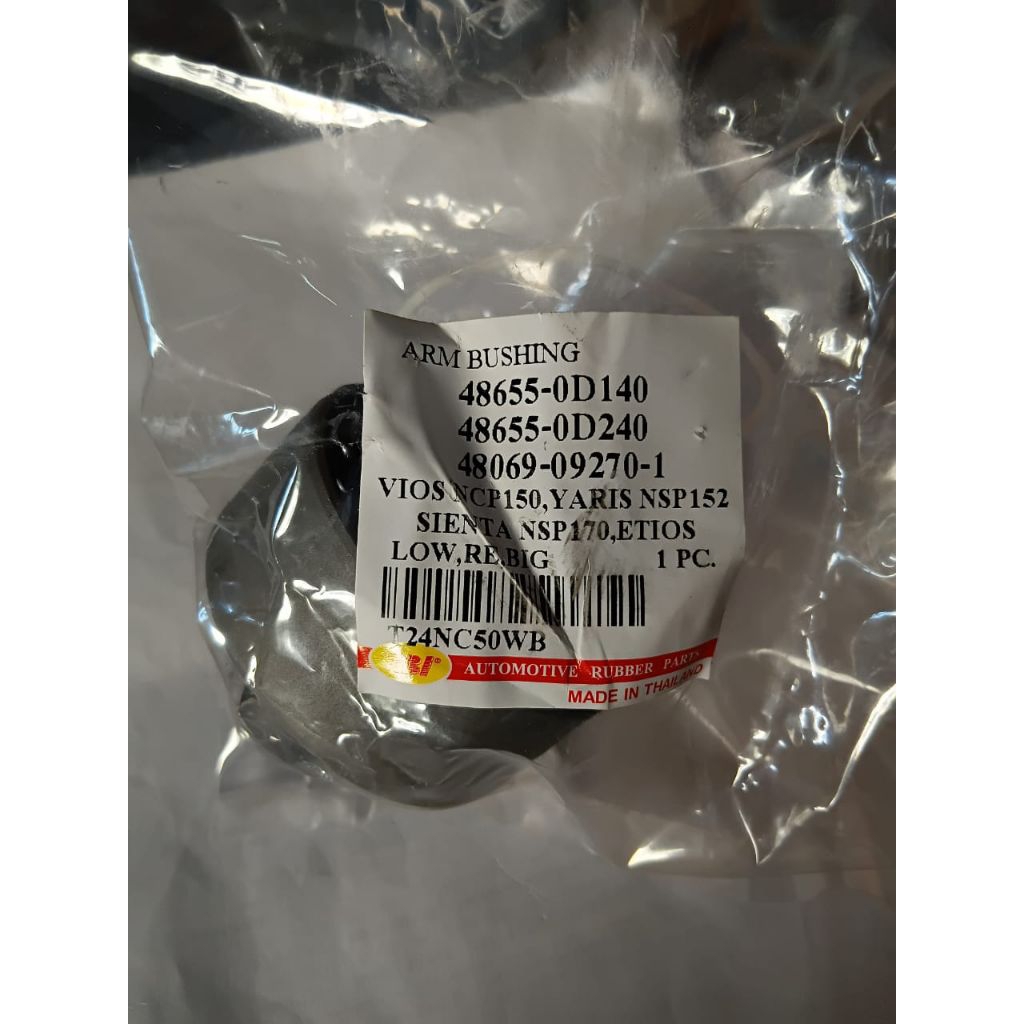 ARM BUSHING
48655-0D140
48655-0D240
48069-09270-1
VIOS NCP150,YARIS NSP152
SIENTA NSP170,ETIOS
LOW,RE.BIG 1 PC.
T24NC50WB
AUTOMOTIVE RUBBER PARTS
MADE IN THAILAND